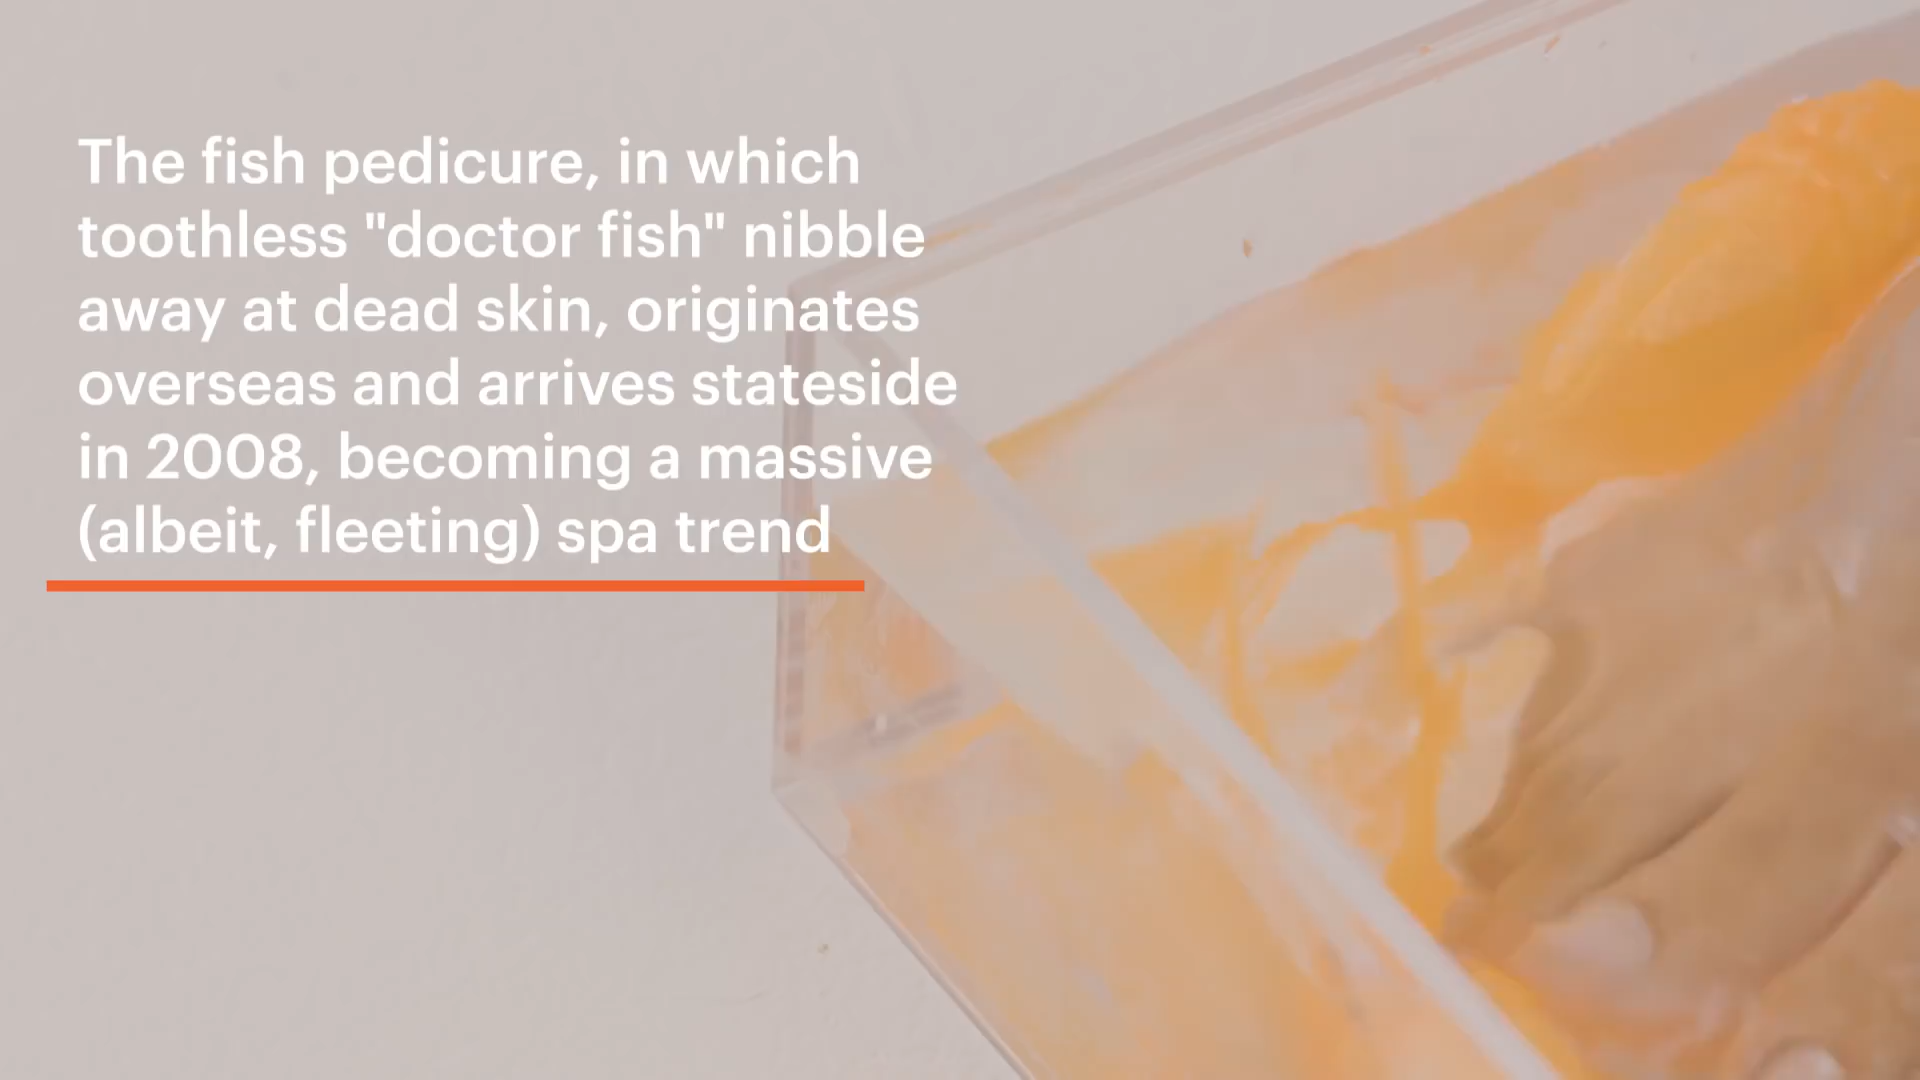 The fish pedicure, in which
toothless "doctor fish" nibble
away at dead skin, originates
overseas and arrives stateside
in 2008, becoming a massive
(albeit, fleeting) spa trend